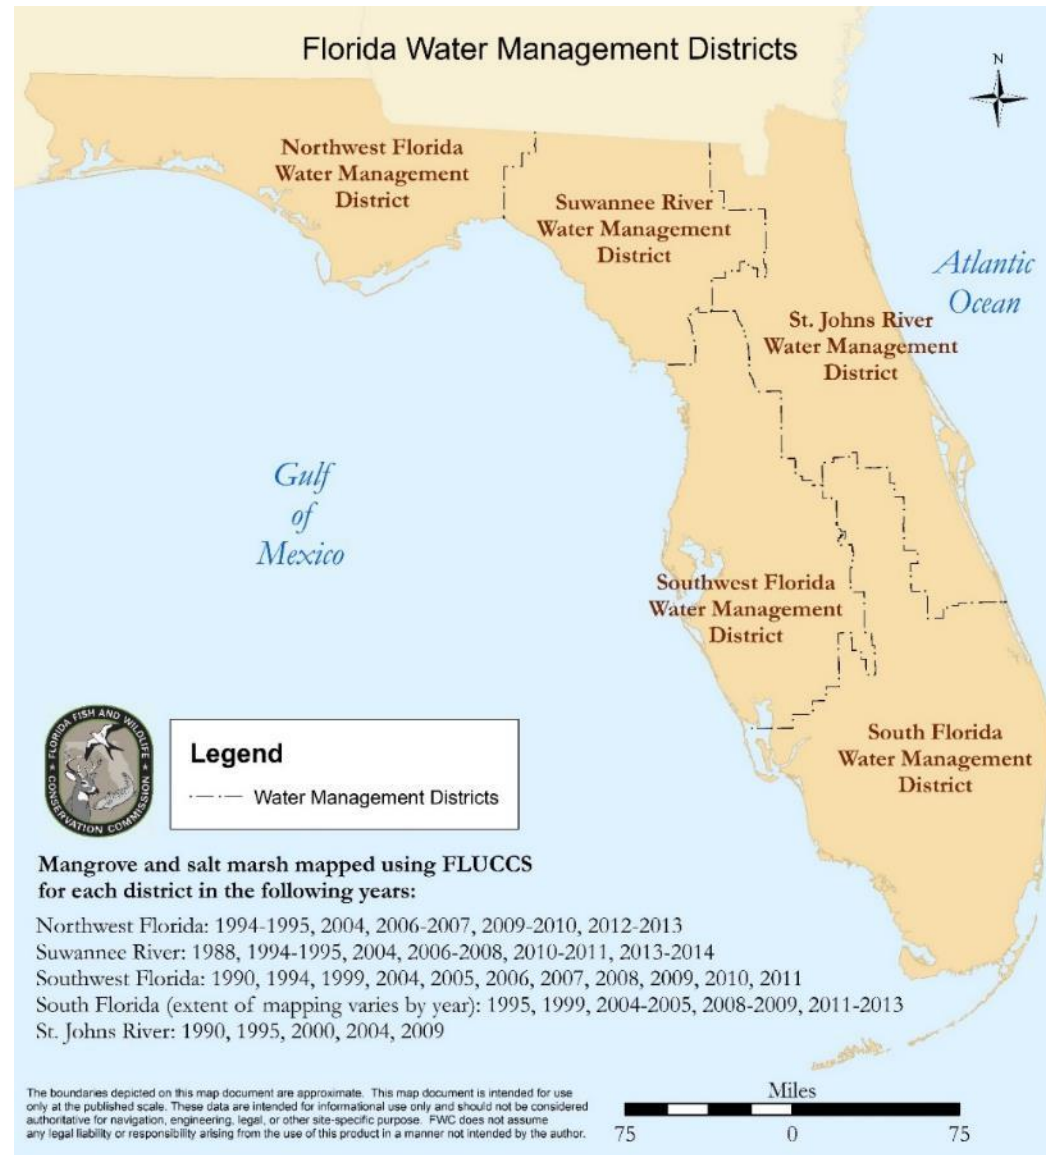 Florida Water Management Districts
N
Northwest Florida
Water Management
District
Suwannee River
Water Management
District
Atlantic
Ocean
St. Johns River
Water Management
District
Gulf
of
Mexico
Southwest Florida
Water Management
District
South Florida
Water Management
District
FLORIDA FISH AND WILDLIFE
CONSERVATION COMMISSION
Legend
Water Management Districts
Mangrove and salt marsh mapped using FLUCCS
for each district in the following years:
Northwest Florida: 1994-1995, 2004, 2006-2007, 2009-2010, 2012-2013
Suwannee River: 1988, 1994-1995, 2004, 2006-2008, 2010-2011, 2013-2014
Southwest Florida: 1990, 1994, 1999, 2004, 2005, 2006, 2007, 2008, 2009, 2010, 2011
South Florida (extent of mapping varies by year): 1995, 1999, 2004-2005, 2008-2009, 2011-2013
St. Johns River: 1990, 1995, 2000, 2004, 2009
The boundaries depicted on this map document are approximate. This map document is intended for use
only at the published scale. These data are intended for informational use only and should not be considered
authoritative for navigation, engineering, legal, or other site-specific purpose. FWC does not assume
any legal liability or responsibility arising from the use of this product in a manner not intended by the author.
Miles
75 0 75